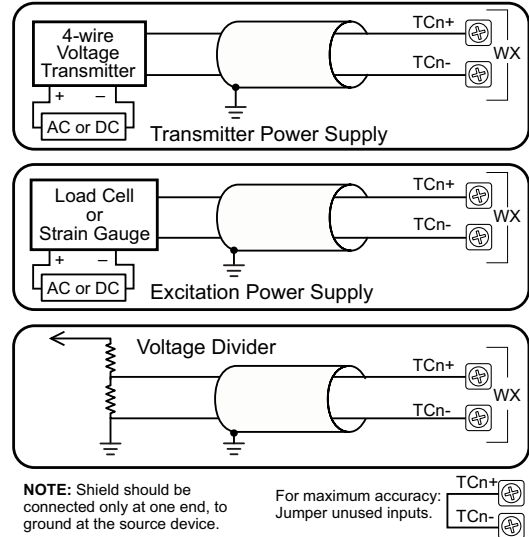 4-wire
Voltage
Transmitter
TCn+
TCn-
WX
+ –
AC or DC
Transmitter Power Supply
Load Cell
or
Strain Gauge
TCn+
TCn-
WX
+ –
AC or DC
Excitation Power Supply
Voltage Divider
TCn+
TCn-
WX
NOTE: Shield should be
connected only at one end, to
ground at the source device.
For maximum accuracy:
Jumper unused inputs.
TCn+
TCn-